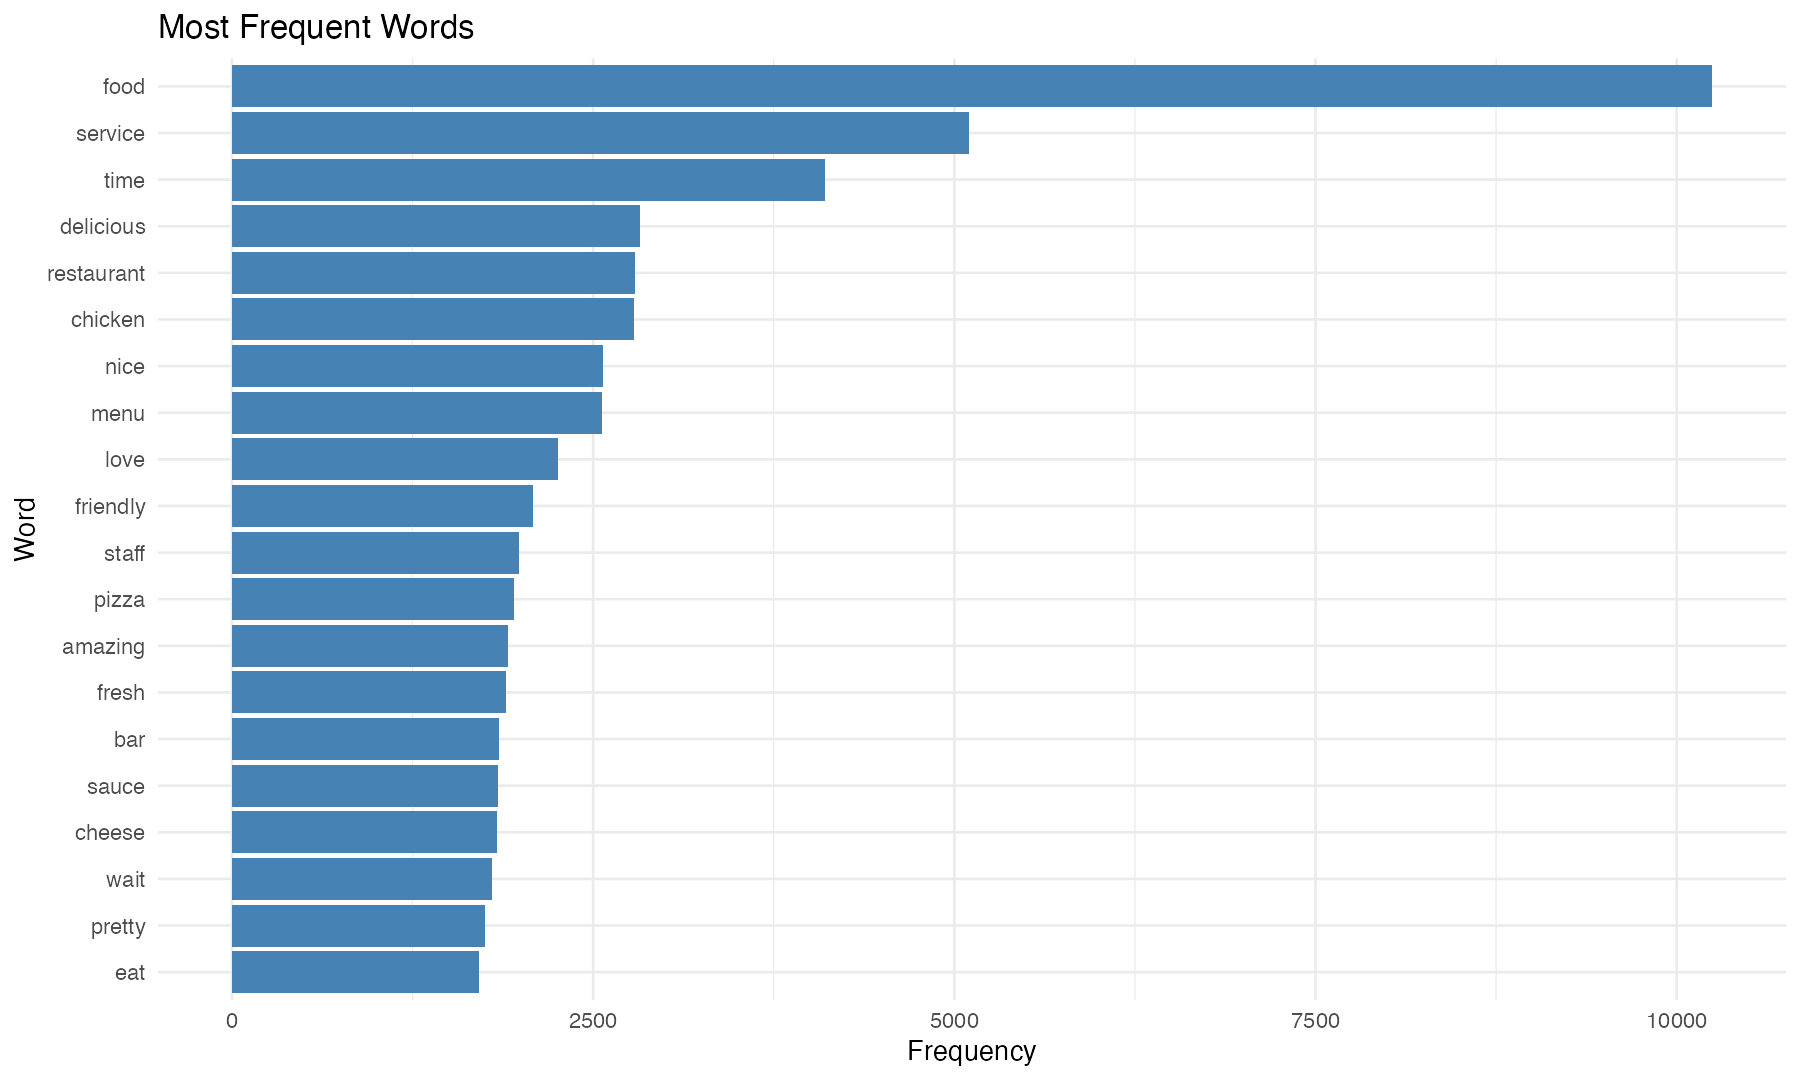 Most Frequent Words
food
service
time
delicious
restaurant
chicken
nice
menu
love
friendly
staff
pizza
amazing
fresh
bar
sauce
cheese
wait
pretty
eat
Word
0 2500 5000 7500 10000
Frequency